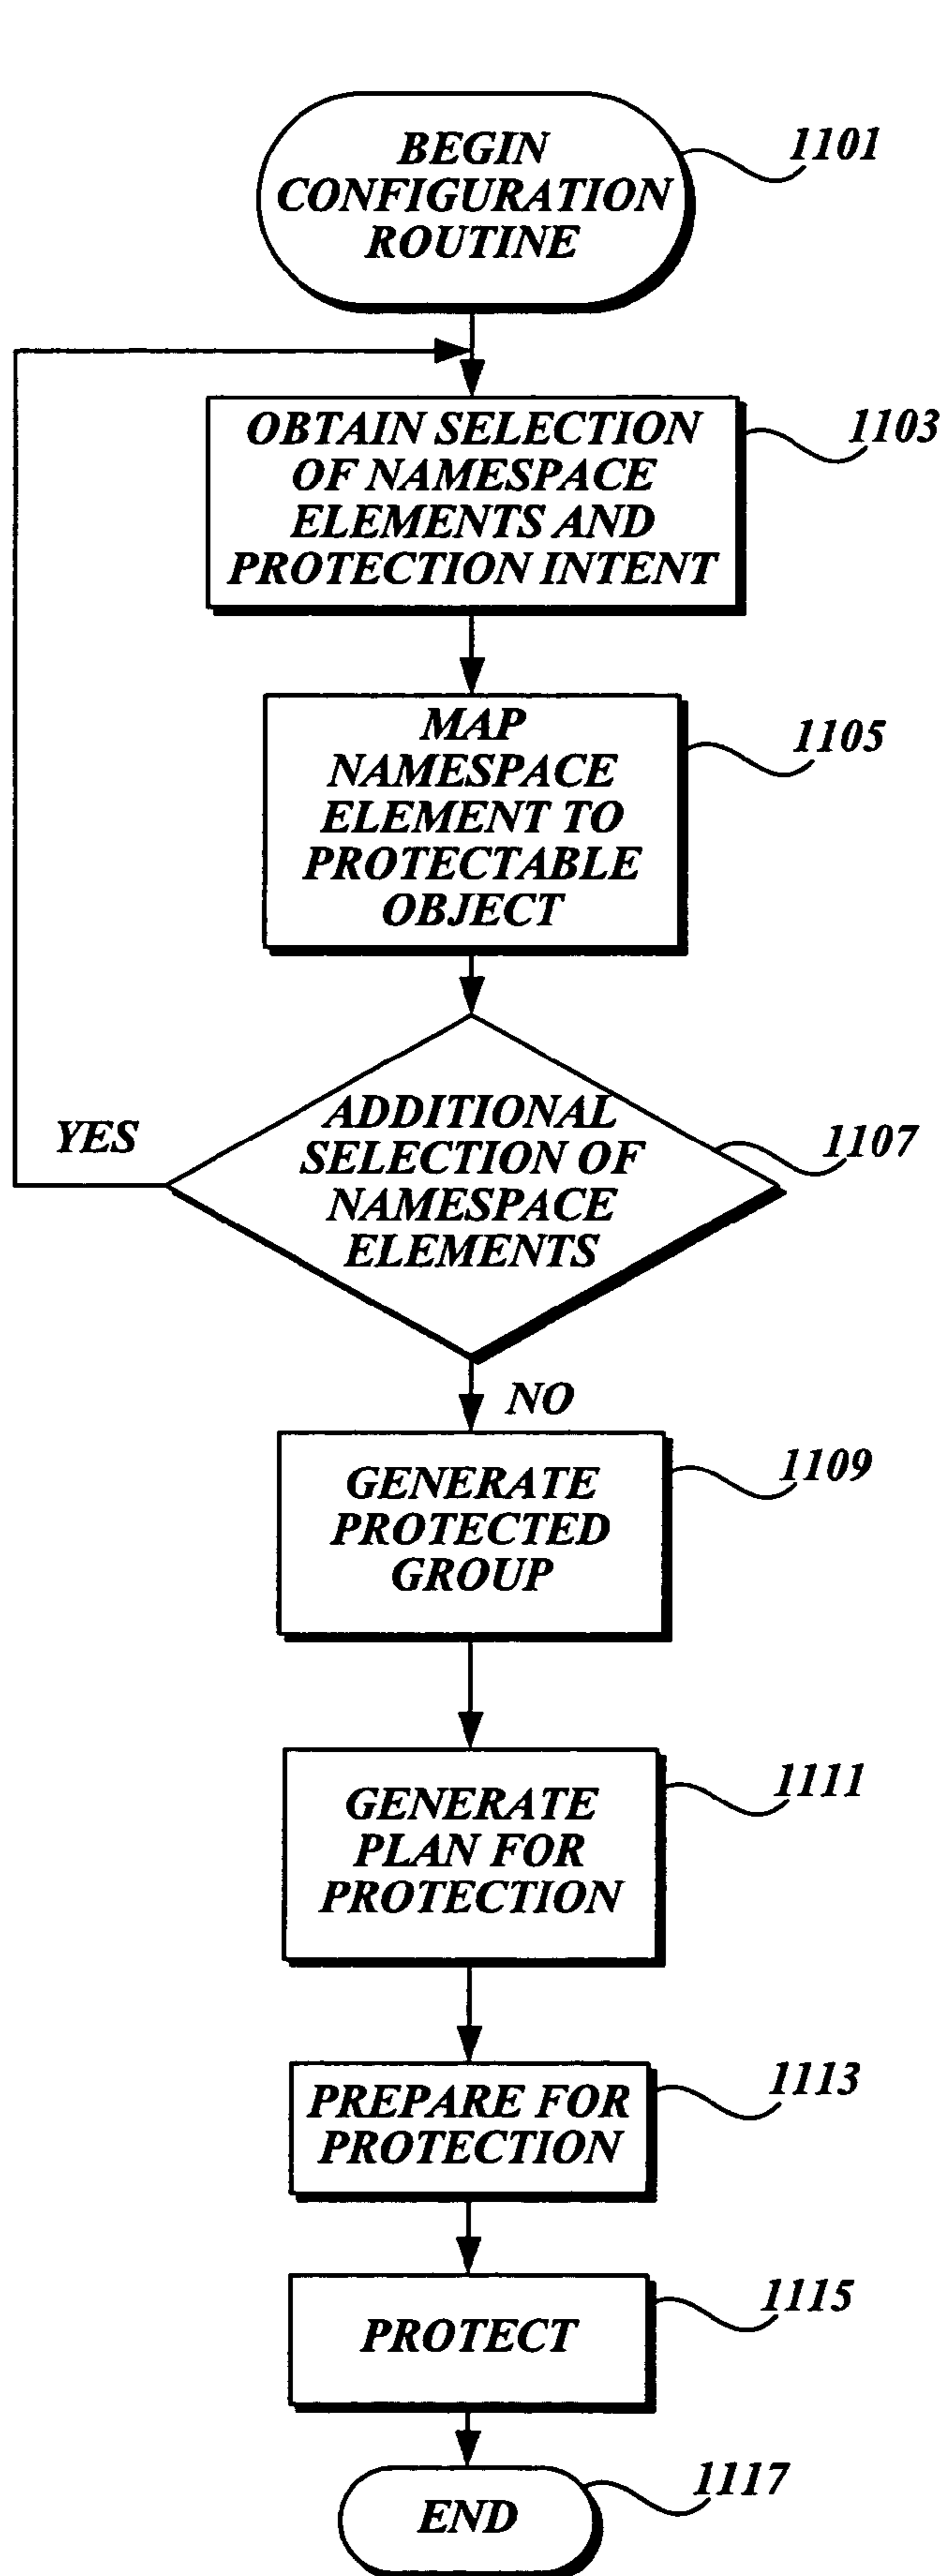 BEGIN
CONFIGURATION
ROUTINE
1101
OBTAIN SELECTION
OF NAMESPACE
ELEMENTS AND
PROTECTION INTENT
1103
MAP
NAMESPACE
ELEMENT TO
PROTECTABLE
OBJECT
1105
ADDITIONAL
SELECTION OF
NAMESPACE
ELEMENTS
1107
YES
NO
GENERATE
PROTECTED
GROUP
1109
GENERATE
PLAN FOR
PROTECTION
1111
PREPARE FOR
PROTECTION
1113
PROTECT
1115
END
1117